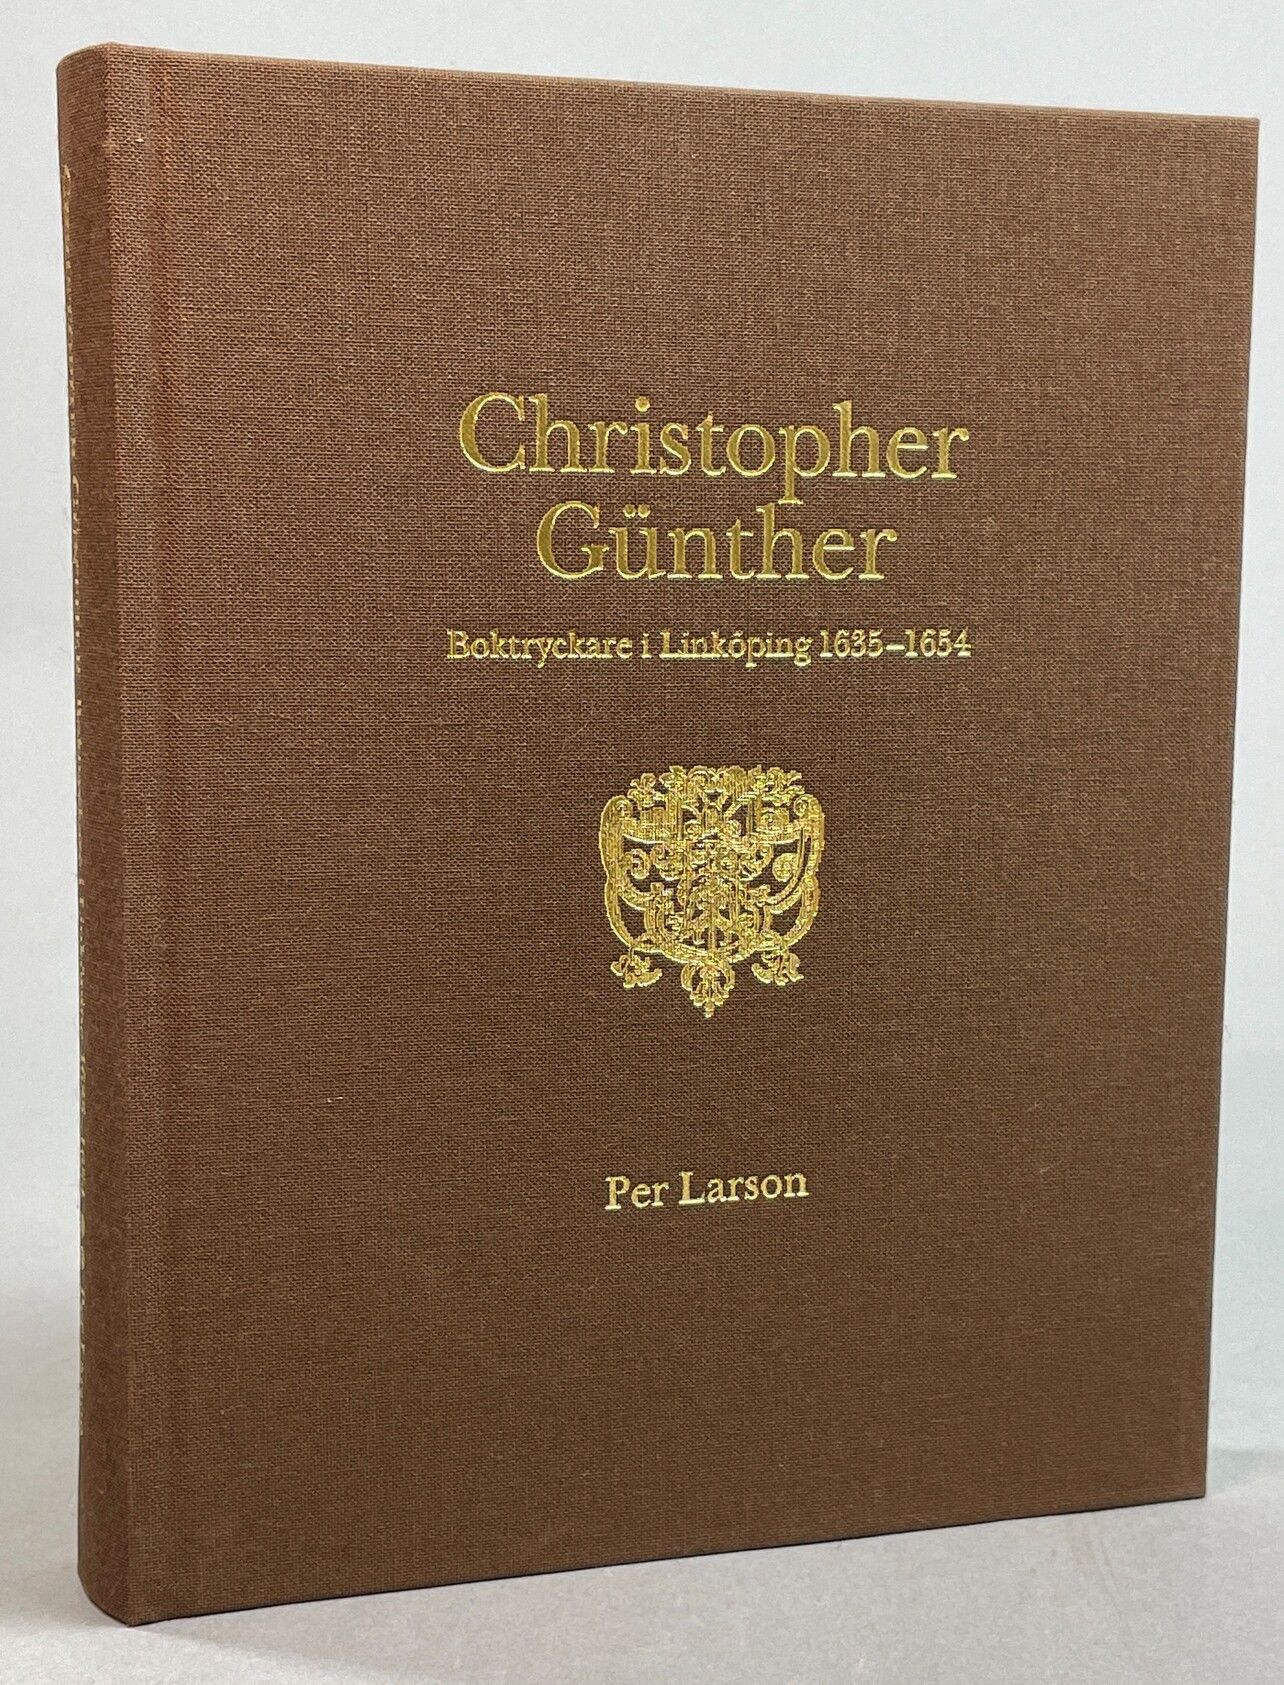 Christopher
Günther
Boktryckare i Linköping 1635–1654
Per Larson